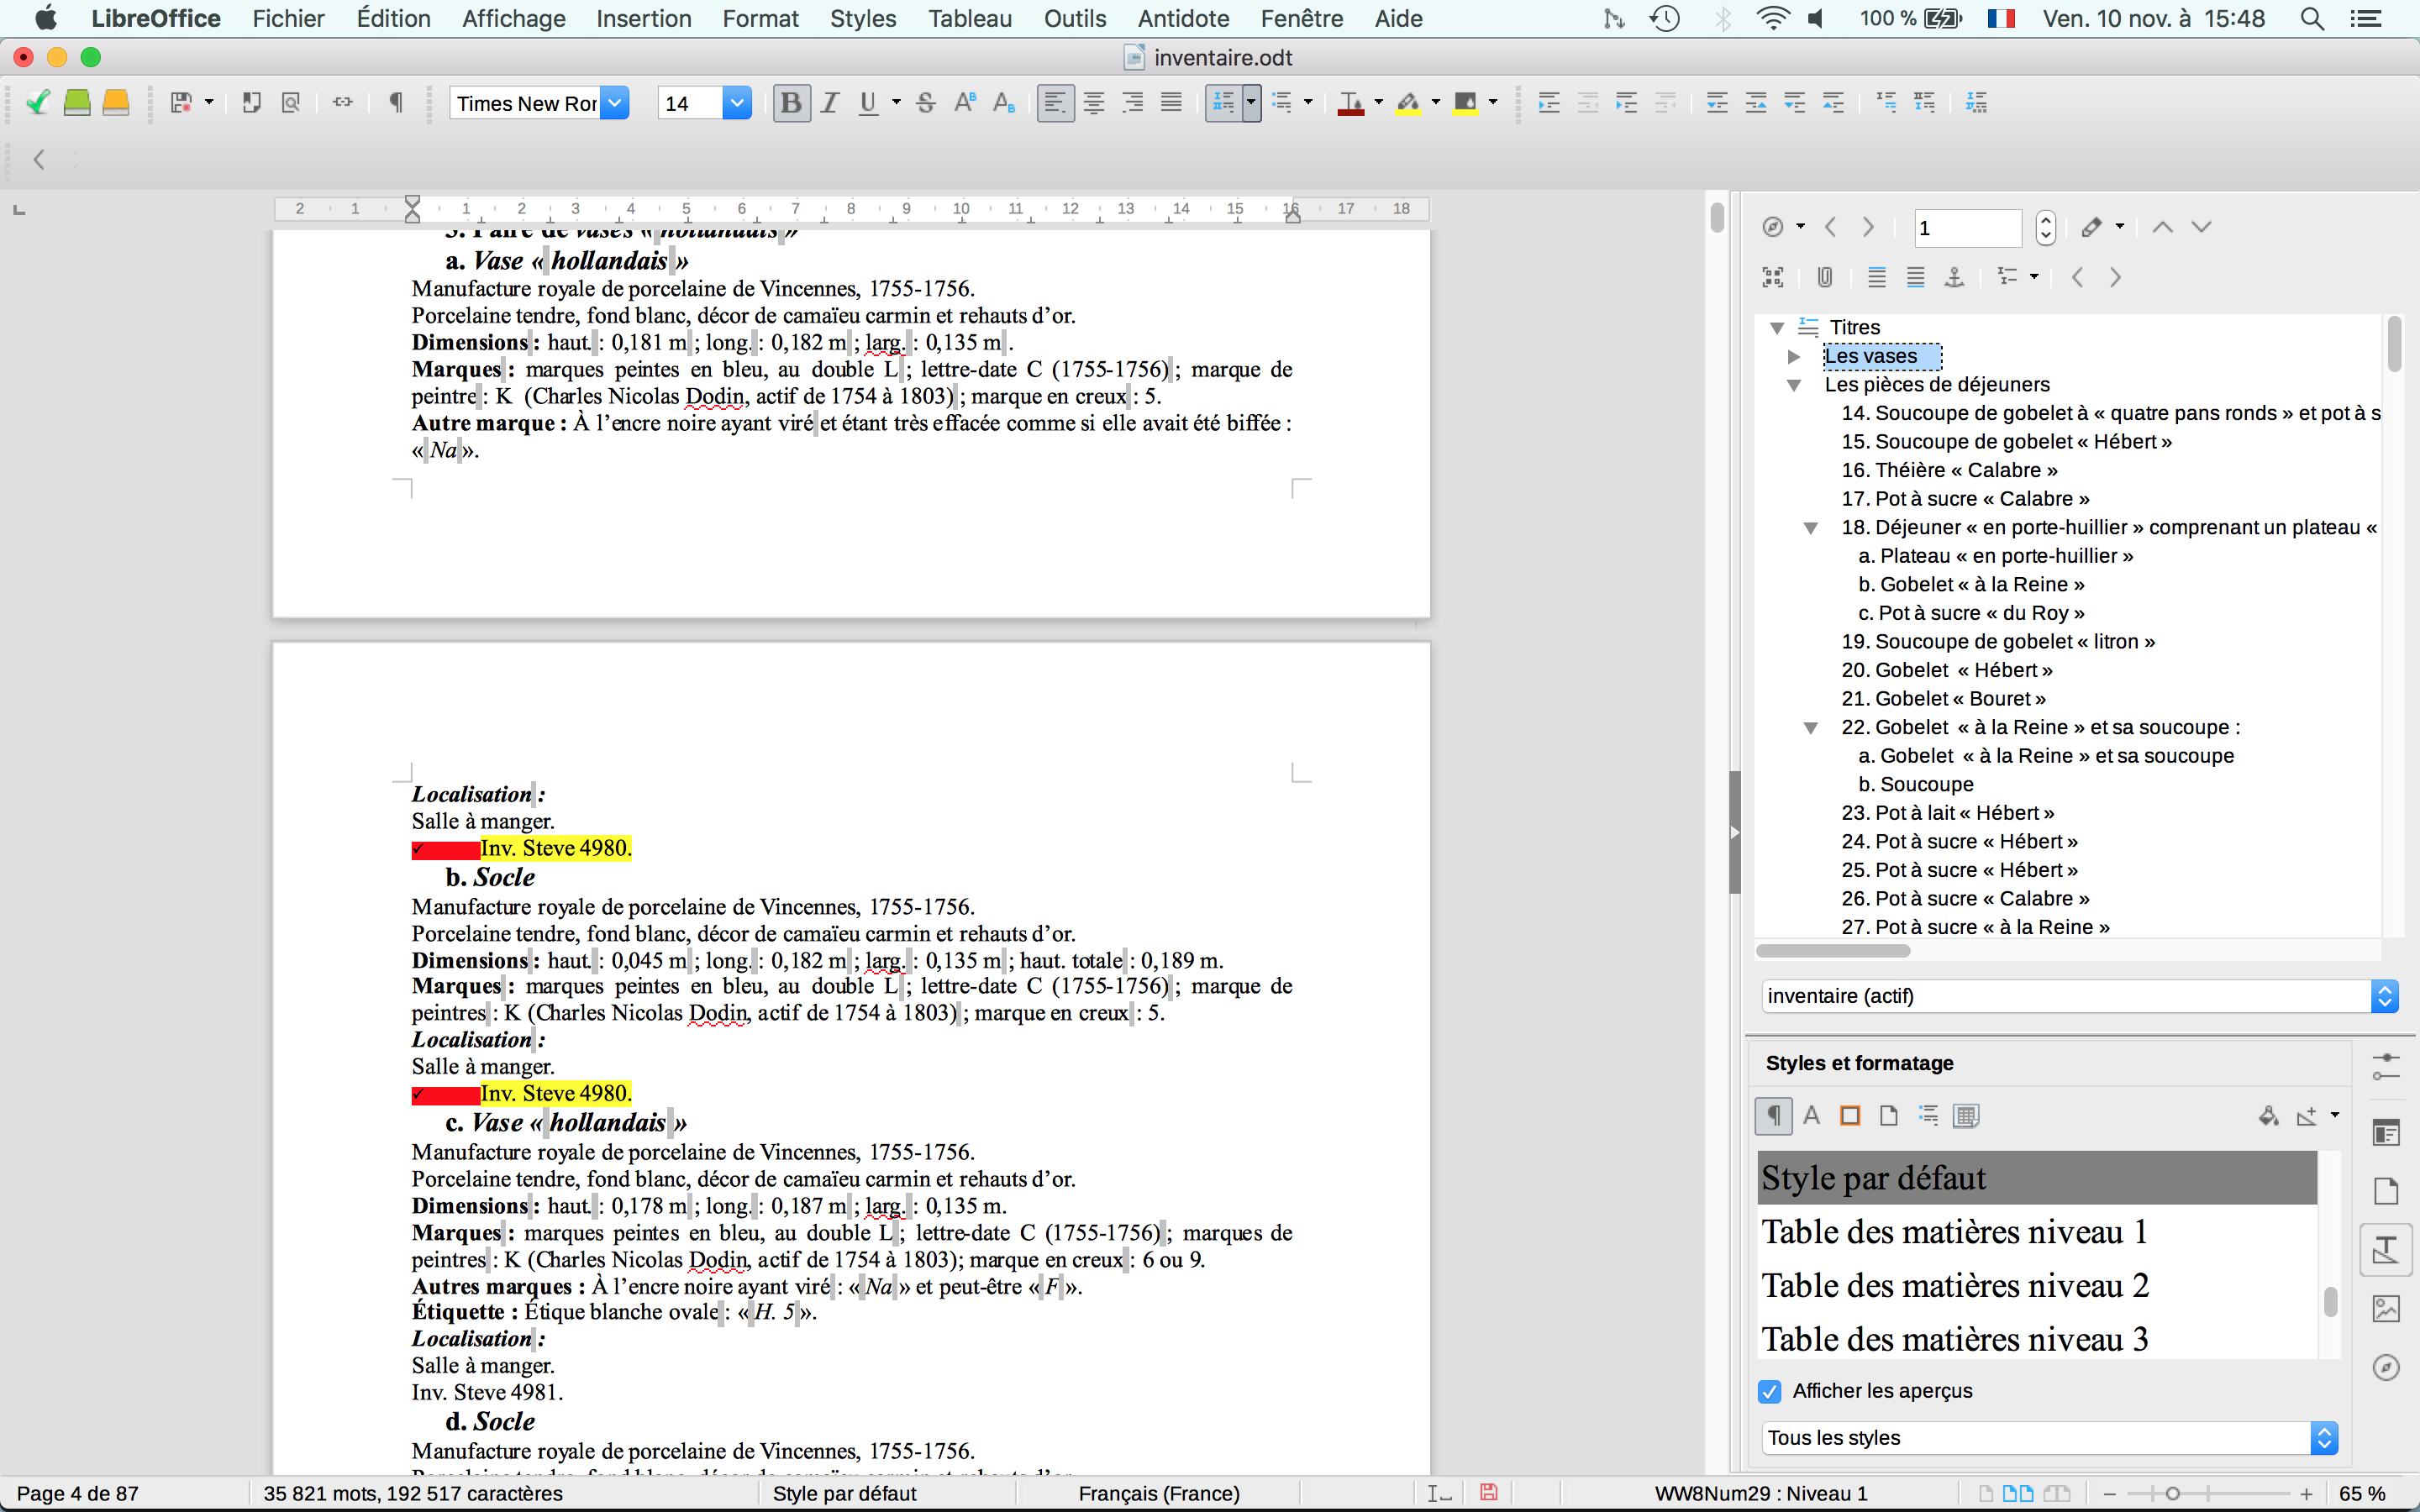 LibreOffice Fichier Édition Affichage Insertion Format Styles Tableau Outils Antidote Fenêtre Aide 100 % Ven. 10 nov. à 15:48
inventaire.odt
Times New Ror 14
2 1 1 2 3 4 5 6 7 8 9 10 11 12 13 14 15 16 17 18
3. Paire de vases « hollandais »
a. Vase « hollandais »
Manufacture royale de porcelaine de Vincennes, 1755-1756.
Porcelaine tendre, fond blanc, décor de camaïeu carmin et rehauts d’or.
Dimensions : haut. : 0,181 m ; long. : 0,182 m ; larg. : 0,135 m .
Marques : marques peintes en bleu, au double L ; lettre-date C (1755-1756) ; marque de
peintre : K (Charles Nicolas Dodin, actif de 1754 à 1803) ; marque en creux : 5.
Autre marque : À l’encre noire ayant viré et étant très effacée comme si elle avait été biffée :
« Na ».
Localisation :
Salle à manger.
✓ Inv. Steve 4980.
b. Socle
Manufacture royale de porcelaine de Vincennes, 1755-1756.
Porcelaine tendre, fond blanc, décor de camaïeu carmin et rehauts d’or.
Dimensions : haut. : 0,045 m ; long. : 0,182 m ; larg. : 0,135 m ; haut. totale : 0,189 m.
Marques : marques peintes en bleu, au double L ; lettre-date C (1755-1756) ; marque de
peintres : K (Charles Nicolas Dodin, actif de 1754 à 1803) ; marque en creux : 5.
Localisation :
Salle à manger.
✓ Inv. Steve 4980.
c. Vase « hollandais »
Manufacture royale de porcelaine de Vincennes, 1755-1756.
Porcelaine tendre, fond blanc, décor de camaïeu carmin et rehauts d’or.
Dimensions : haut. : 0,178 m ; long. : 0,187 m ; larg. : 0,135 m.
Marques : marques peintes en bleu, au double L ; lettre-date C (1755-1756) ; marques de
peintres : K (Charles Nicolas Dodin, actif de 1754 à 1803); marque en creux : 6 ou 9.
Autres marques : À l’encre noire ayant viré : « Na » et peut-être « F ».
Étiquette : Étique blanche ovale : « H. 5 ».
Localisation :
Salle à manger.
Inv. Steve 4981.
d. Socle
Manufacture royale de porcelaine de Vincennes, 1755-1756.
Porcelaine tendre, fond blanc, décor de camaïeu carmin et rehauts d’or.
1
Titres
Les vases
Les pièces de déjeuners
14. Soucoupe de gobelet à « quatre pans ronds » et pot à s
15. Soucoupe de gobelet « Hébert »
16. Théière « Calabre »
17. Pot à sucre « Calabre »
18. Déjeuner « en porte-huillier » comprenant un plateau «
a. Plateau « en porte-huillier »
b. Gobelet « à la Reine »
c. Pot à sucre « du Roy »
19. Soucoupe de gobelet « litron »
20. Gobelet « Hébert »
21. Gobelet « Bouret »
22. Gobelet « à la Reine » et sa soucoupe :
a. Gobelet « à la Reine » et sa soucoupe
b. Soucoupe
23. Pot à lait « Hébert »
24. Pot à sucre « Hébert »
25. Pot à sucre « Hébert »
26. Pot à sucre « Calabre »
27. Pot à sucre « à la Reine »
inventaire (actif)
Styles et formatage
Style par défaut
Table des matières niveau 1
Table des matières niveau 2
Table des matières niveau 3
Afficher les aperçus
Tous les styles
Page 4 de 87 35 821 mots, 192 517 caractères Style par défaut Français (France) WW8Num29 : Niveau 1 65 %